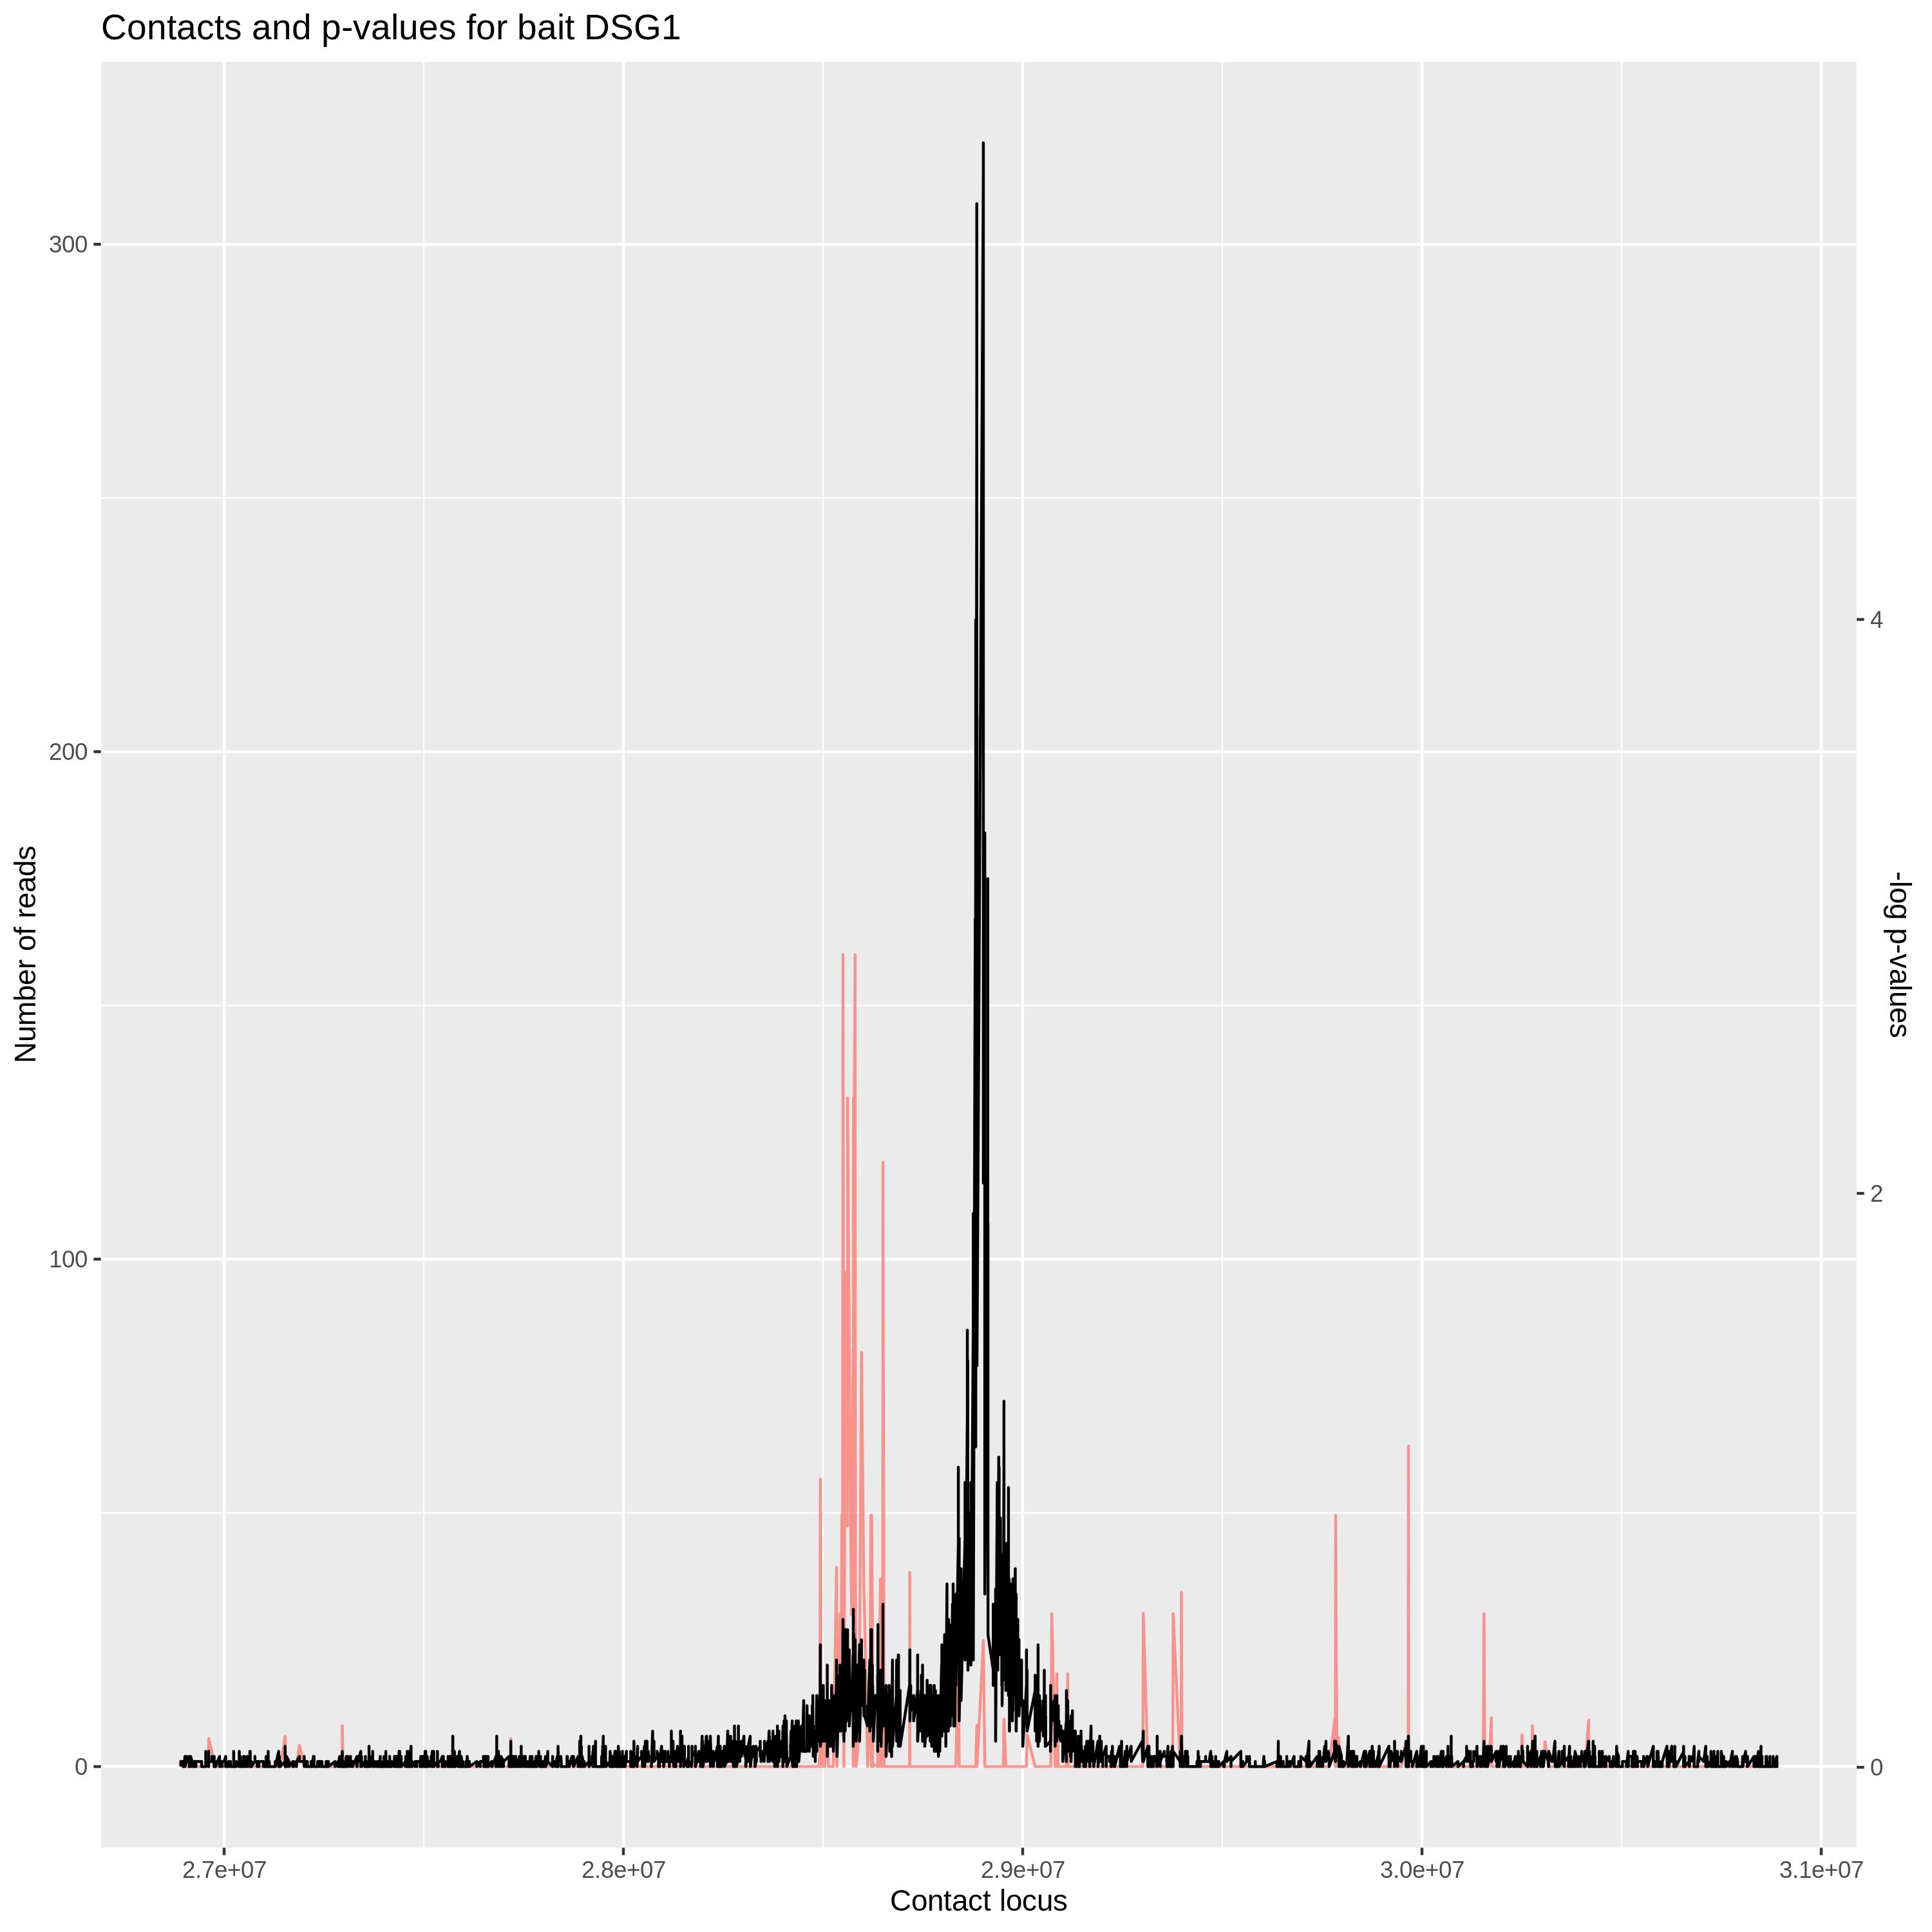 Contacts and p-values for bait DSG1
Number of reads
300
200
100
0
4
2
0
-log p-values
2.7e+07 2.8e+07 2.9e+07 3.0e+07 3.1e+07
Contact locus